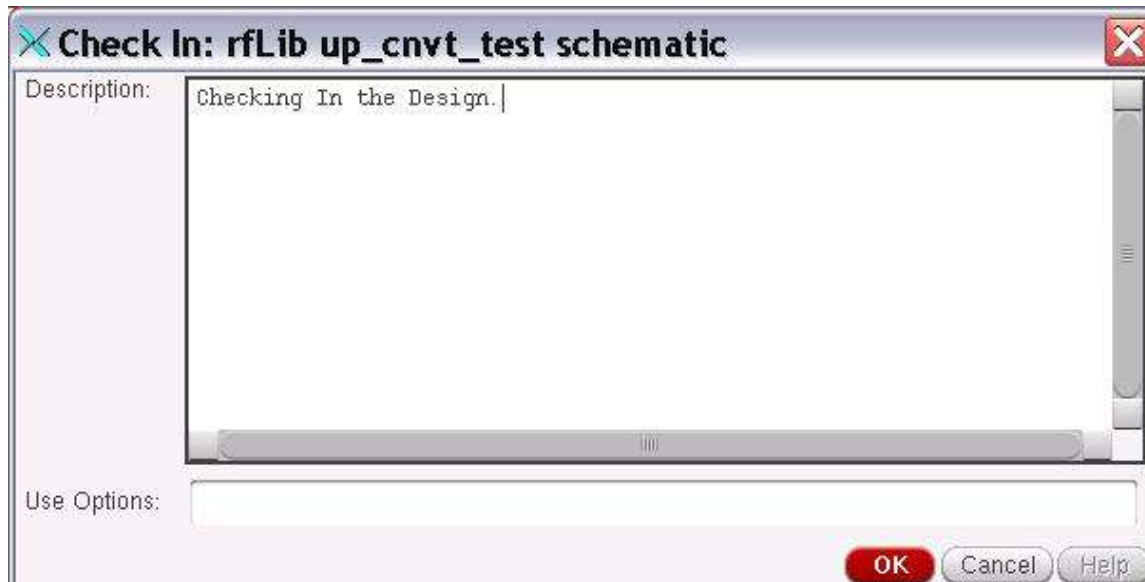 Check In: rfLib up_cnvt_test schematic
Description:
Checking In the Design.
Use Options:
OK Cancel Help